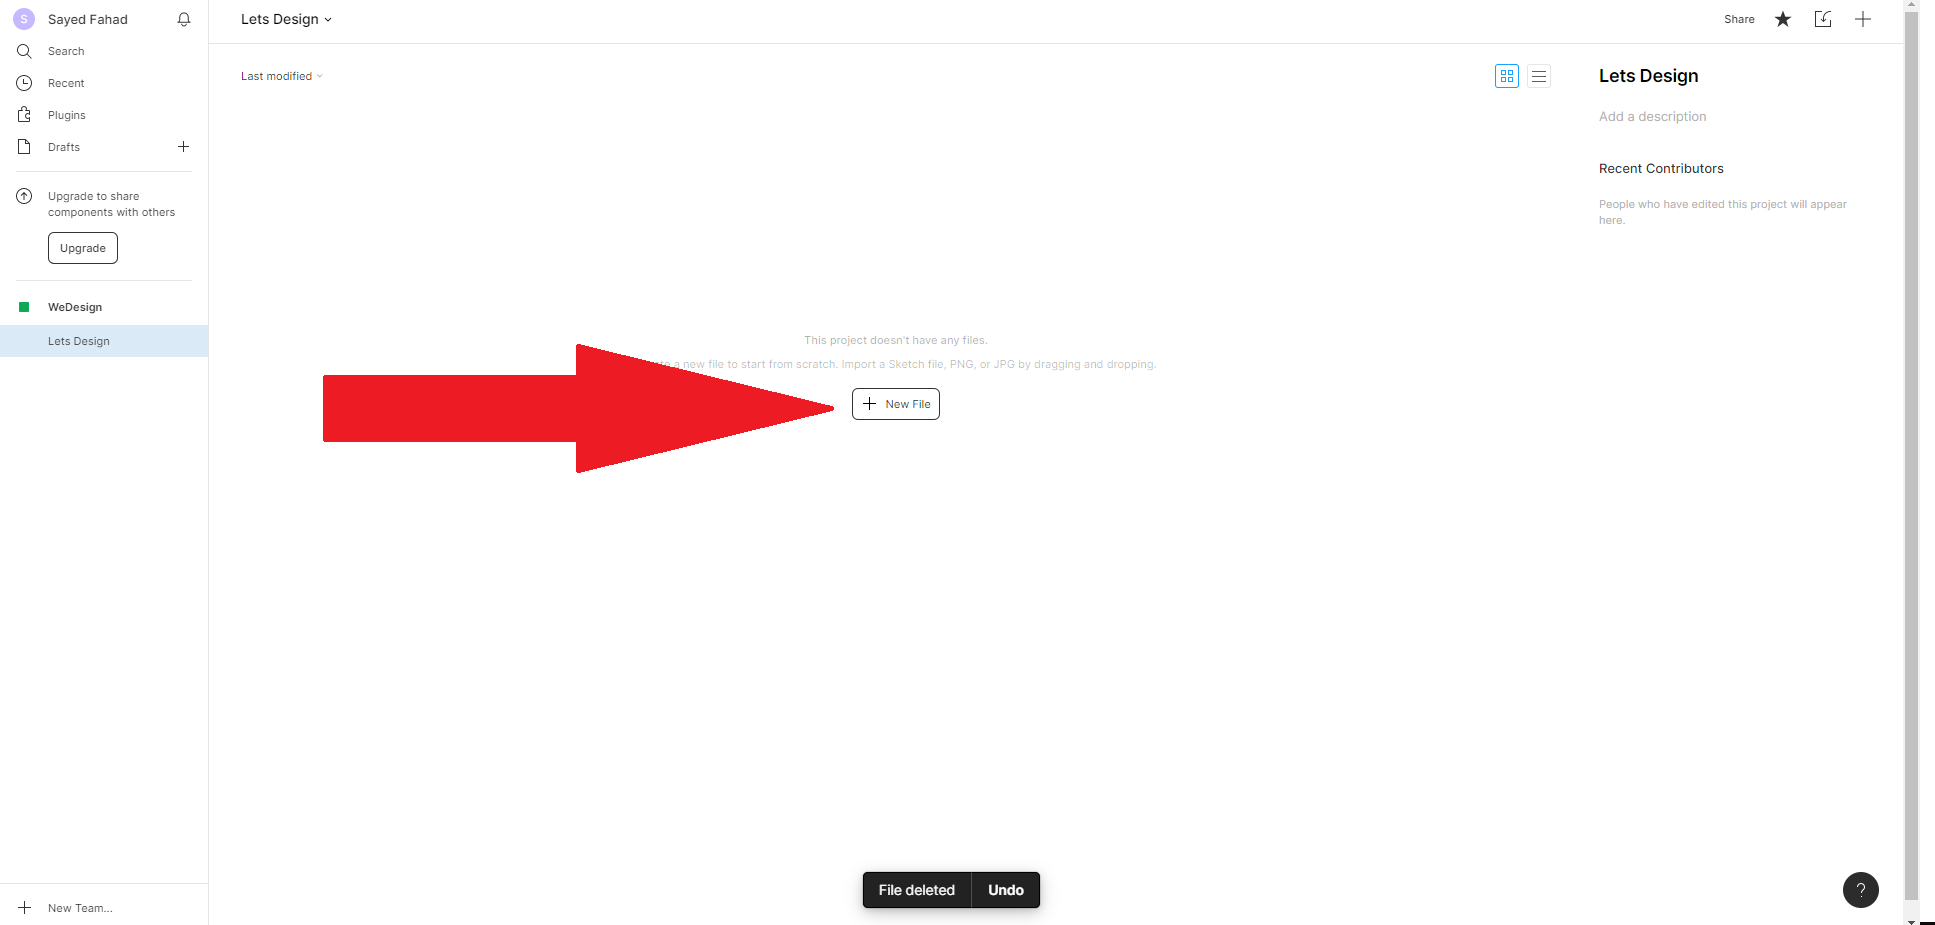 S Sayed Fahad
Search
Recent
Plugins
Drafts
Upgrade to share
components with others
Upgrade
WeDesign
Lets Design
New Team...
Lets Design
Share
Last modified
This project doesn't have any files.
a new file to start from scratch. Import a Sketch file, PNG, or JPG by dragging and dropping.
New File
File deleted Undo
Lets Design
Add a description
Recent Contributors
People who have edited this project will appear
here.
?